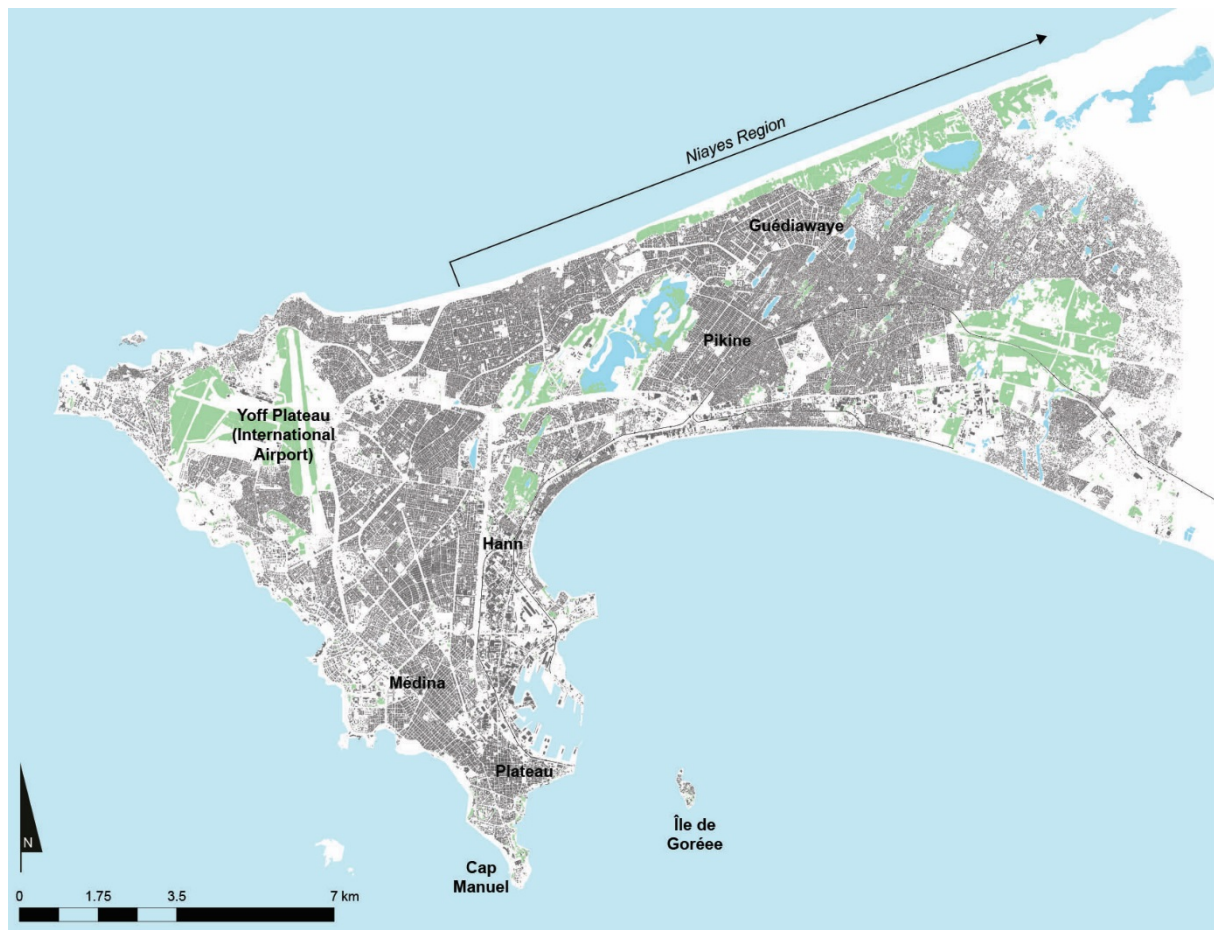 Niayes Region
Guédiawaye
Pikine
Yoff Plateau
(International
Airport)
Hann
Médina
Plateau
Île de
Goréee
Cap
Manuel
N
0 1.75 3.5 7 km